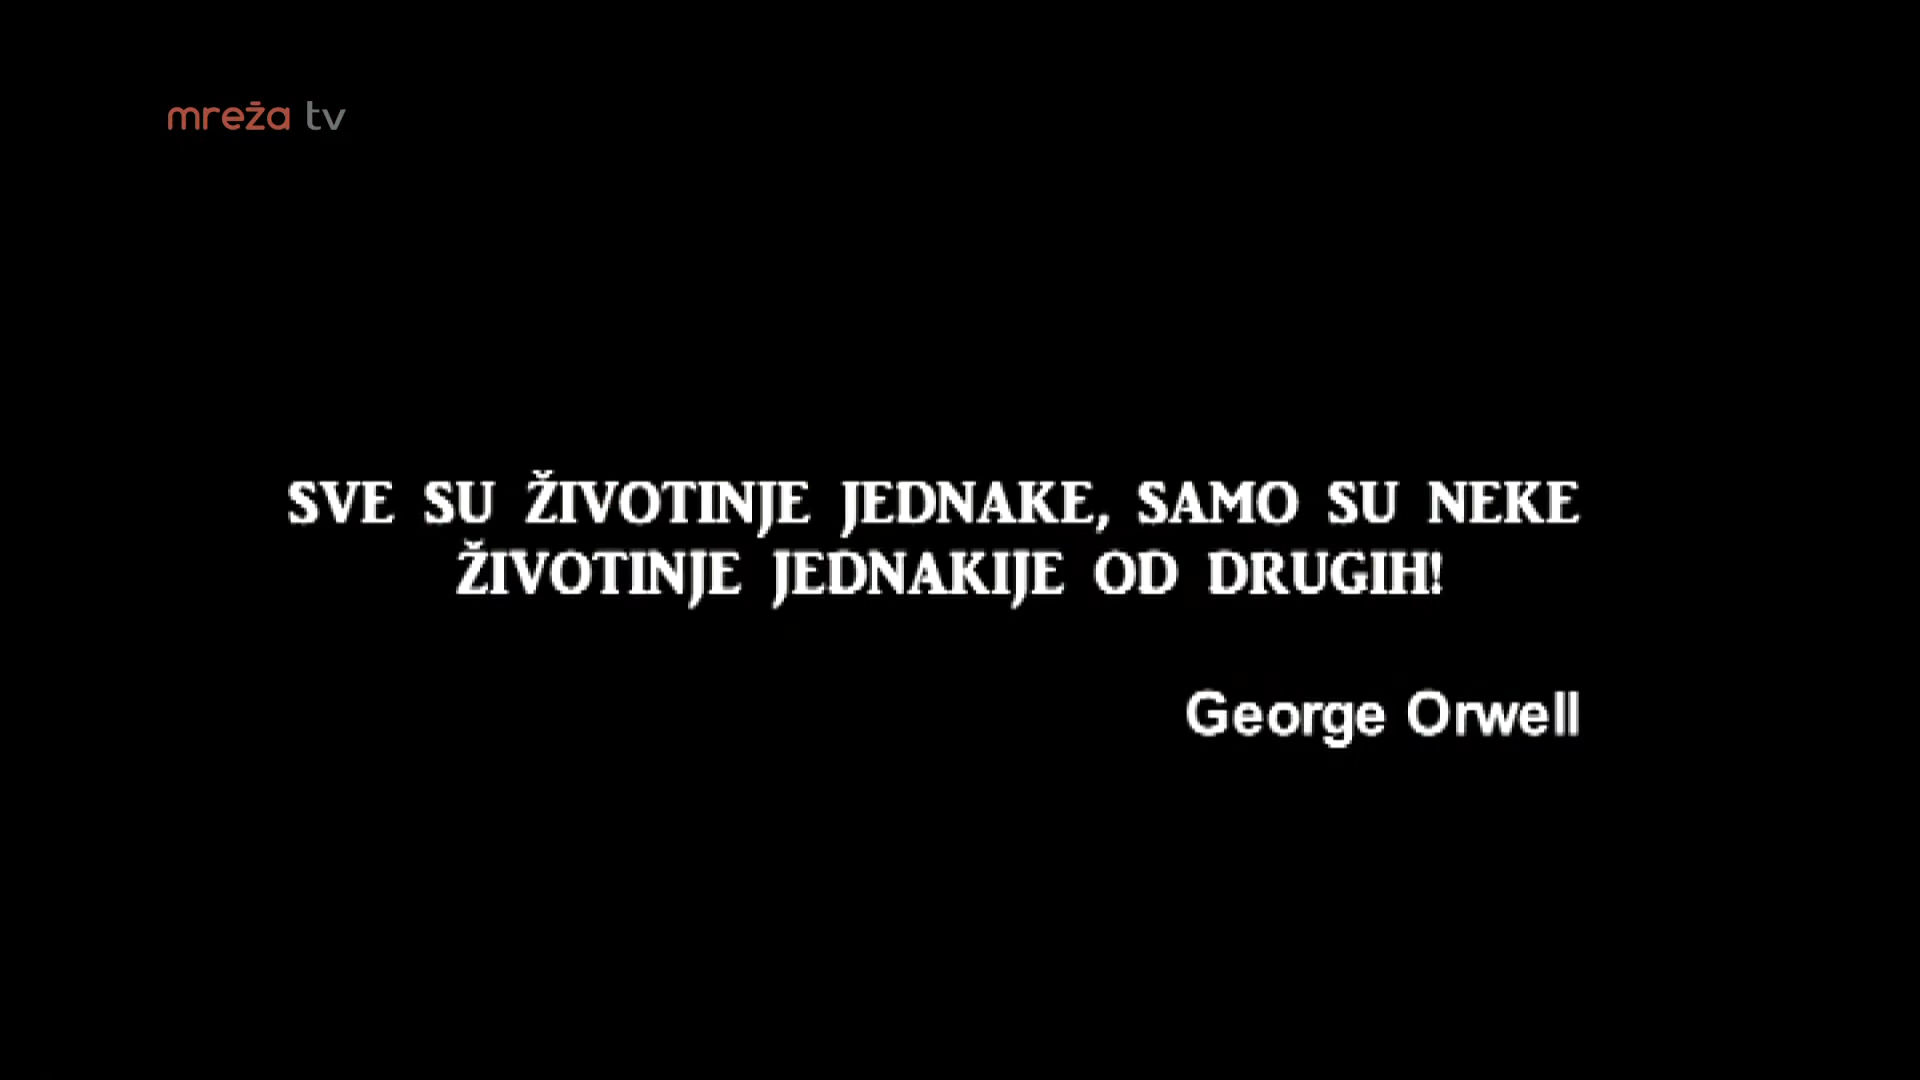 mreža tv
SVE SU ŽIVOTINJE JEDNAKE, SAMO SU NEKE
ŽIVOTINJE JEDNAKIJE OD DRUGIH!
George Orwell